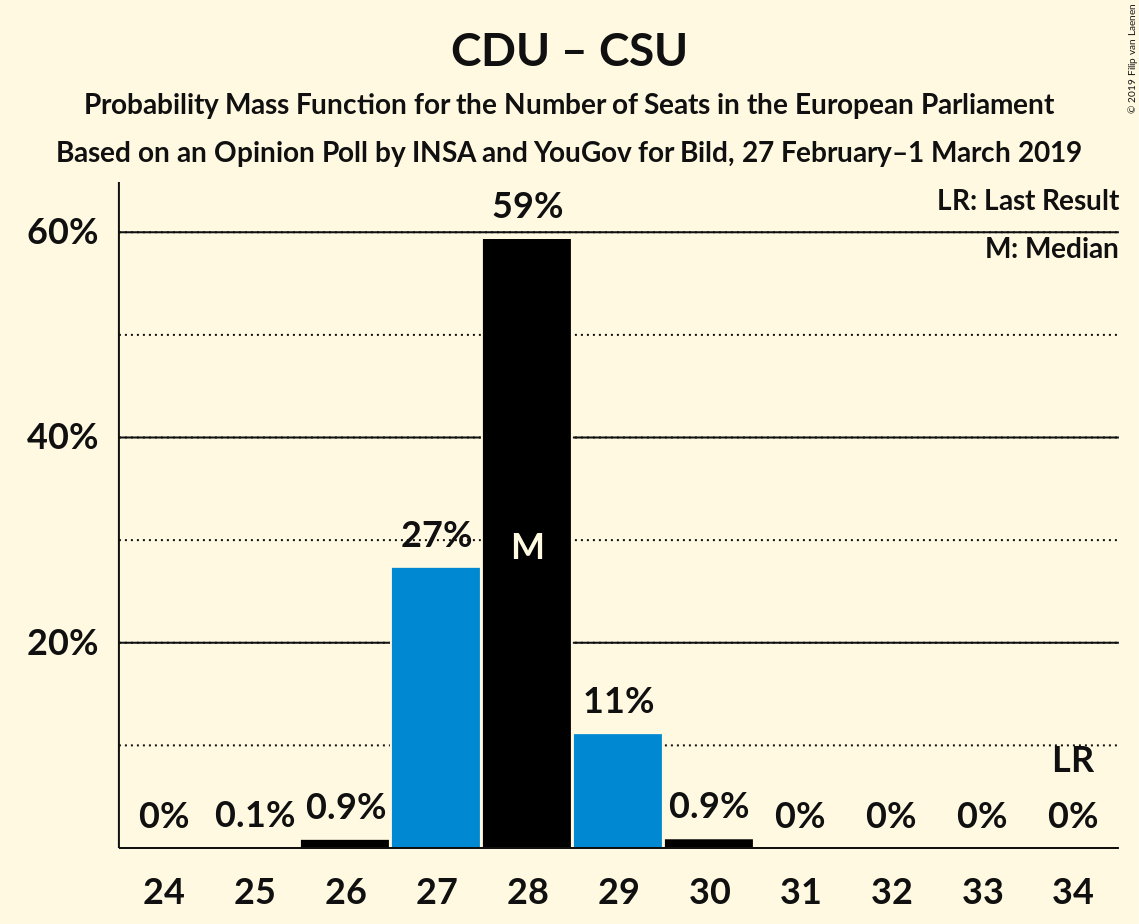 CDU – CSU
Probability Mass Function for the Number of Seats in the European Parliament
Based on an Opinion Poll by INSA and YouGov for Bild, 27 February–1 March 2019
© 2019 Filip van Laenen
LR: Last Result
M: Median
60%
40%
20%
0% 0.1% 0.9% 27% 59% 11% 0.9% 0% 0% 0% 0%
M
LR
24 25 26 27 28 29 30 31 32 33 34